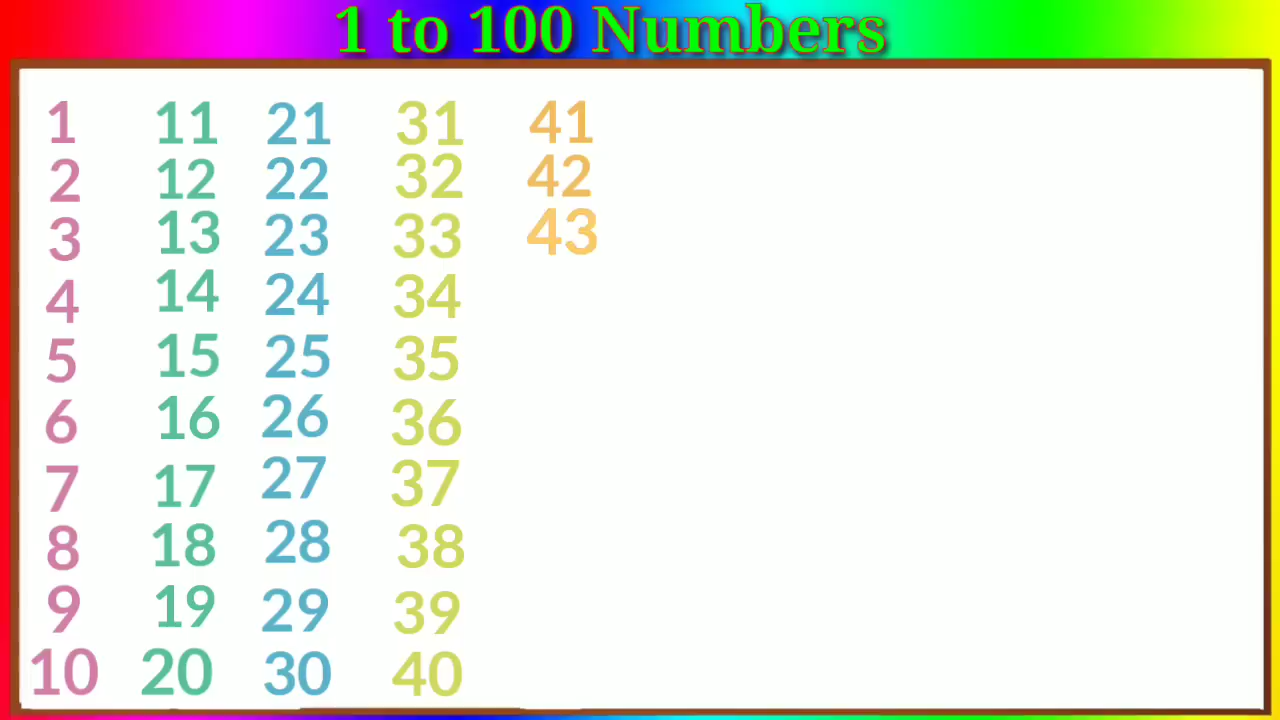 1 to 100 Numbers
1 11 21 31 41
2 12 22 32 42
3 13 23 33 43
4 14 24 34
5 15 25 35
6 16 26 36
7 17 27 37
8 18 28 38
9 19 29 39
10 20 30 40